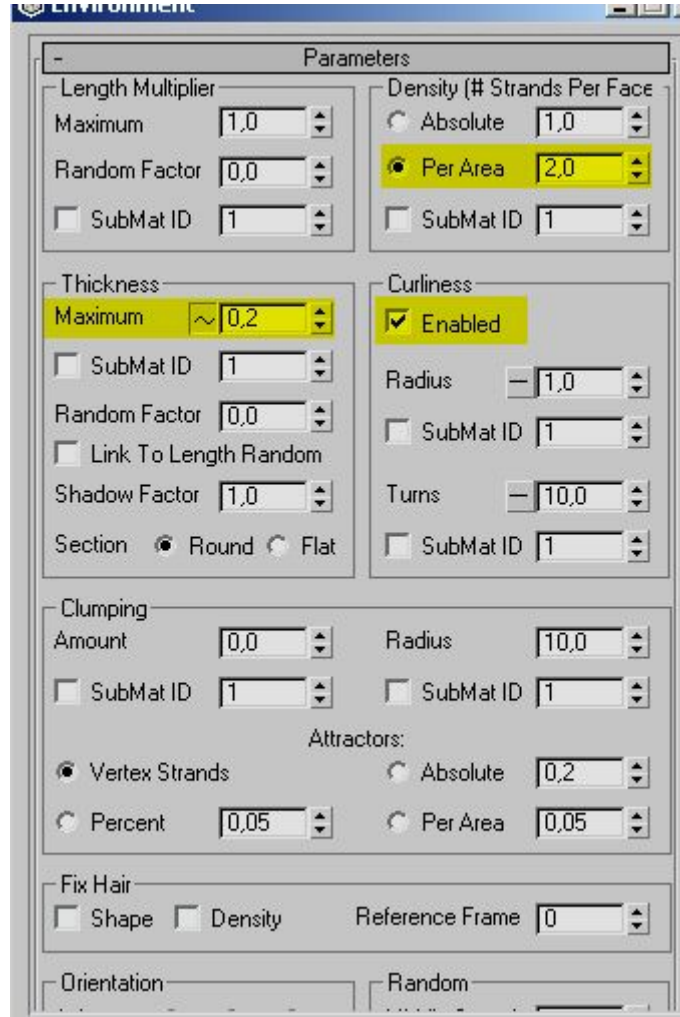 Environment
- Parameters
Length Multiplier
Maximum 1,0
Random Factor 0,0
SubMat ID 1
Density (# Strands Per Face
Absolute 1,0
Per Area 2,0
SubMat ID 1
Thickness
Maximum ~ 0,2
SubMat ID 1
Random Factor 0,0
Link To Length Random
Shadow Factor 1,0
Section Round Flat
Curliness
Enabled
Radius 1,0
SubMat ID 1
Turns 10,0
SubMat ID 1
Clumping
Amount 0,0 Radius 10,0
SubMat ID 1 SubMat ID 1
Attractors:
Vertex Strands Absolute 0,2
Percent 0,05 Per Area 0,05
Fix Hair
Shape Density Reference Frame 0
Orientation
Random